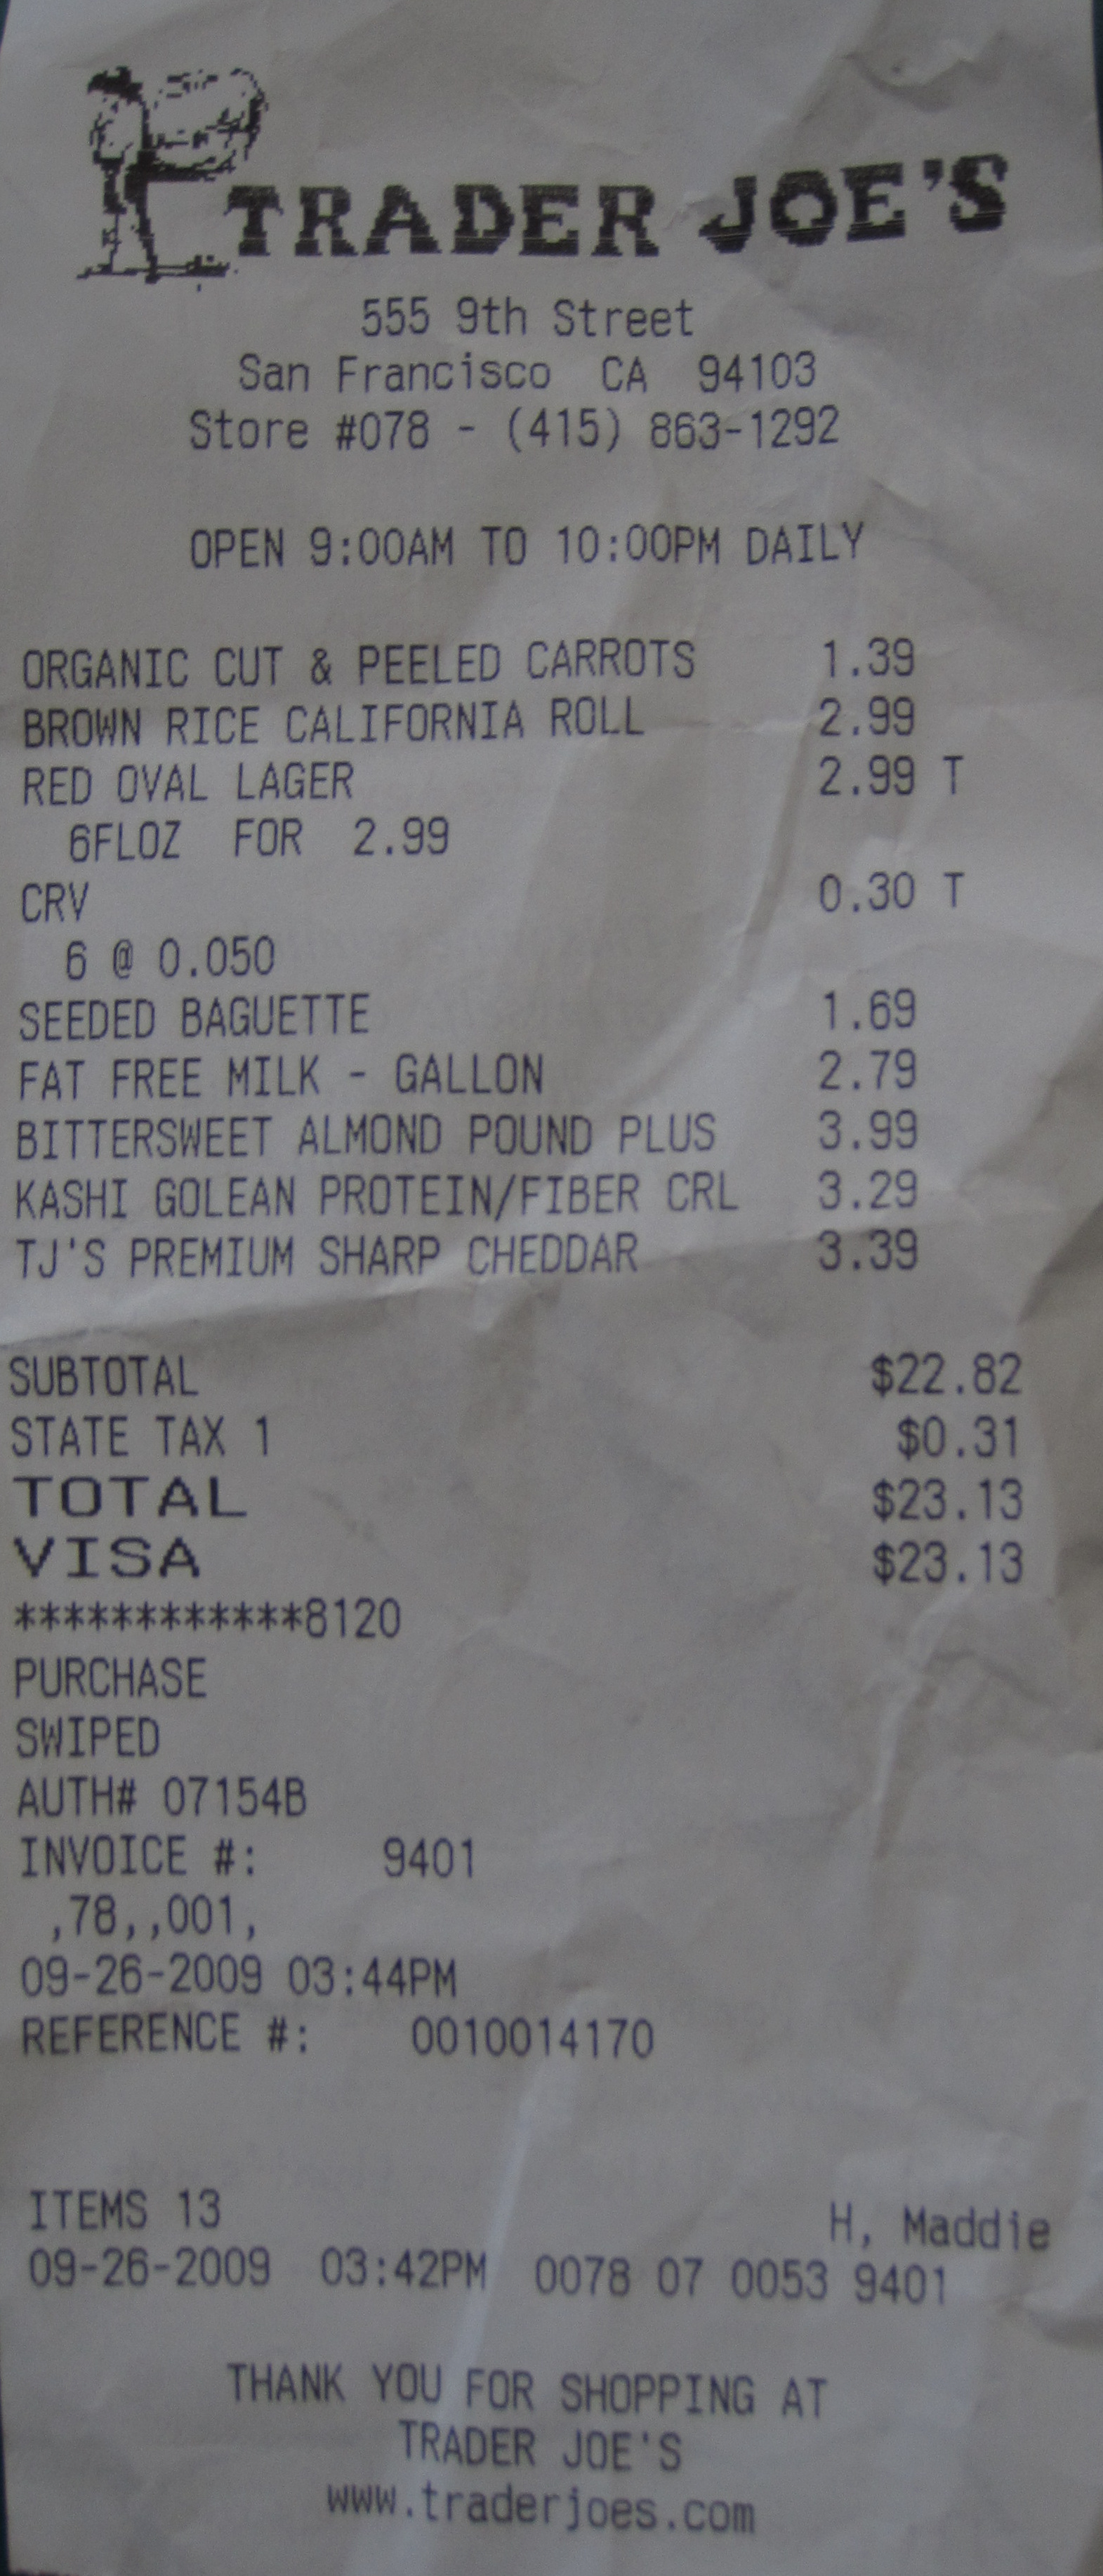 TRADER JOE'S
555 9th Street
San Francisco CA 94103
Store #078 - (415) 863-1292
OPEN 9:00AM TO 10:00PM DAILY
ORGANIC CUT & PEELED CARROTS 1.39
BROWN RICE CALIFORNIA ROLL 2.99
RED OVAL LAGER 2.99 T
6FLOZ FOR 2.99
CRV 0.30 T
6 @ 0.050
SEEDED BAGUETTE 1.69
FAT FREE MILK - GALLON 2.79
BITTERSWEET ALMOND POUND PLUS 3.99
KASHI GOLEAN PROTEIN/FIBER CRL 3.29
TJ'S PREMIUM SHARP CHEDDAR 3.39
SUBTOTAL $22.82
STATE TAX 1 $0.31
TOTAL $23.13
VISA $23.13
************8120
PURCHASE
SWIPED
AUTH# 07154B
INVOICE #: 9401
,78,,001,
09-26-2009 03:44PM
REFERENCE #: 0010014170
ITEMS 13 H, Maddie
09-26-2009 03:42PM 0078 07 0053 9401
THANK YOU FOR SHOPPING AT
TRADER JOE'S
www.traderjoes.com